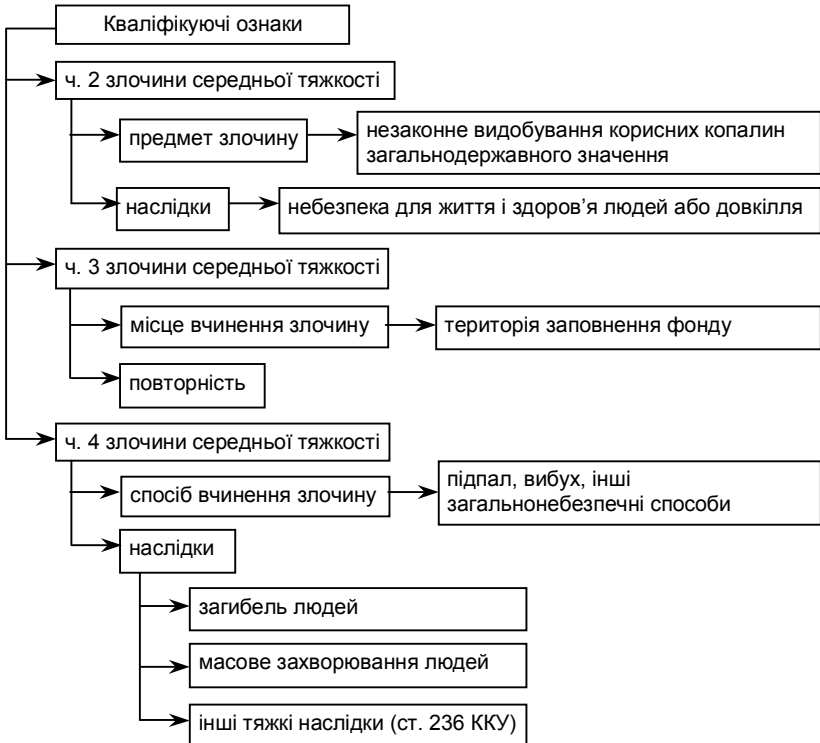 Кваліфікуючі ознаки
ч. 2 злочини середньої тяжкості
предмет злочину
незаконне видобування корисних копалин
загальнодержавного значення
наслідки
небезпека для життя і здоров’я людей або довкілля
ч. 3 злочини середньої тяжкості
місце вчинення злочину
територія заповнення фонду
повторність
ч. 4 злочини середньої тяжкості
спосіб вчинення злочину
підпал, вибух, інші
загальнонебезпечні способи
наслідки
загибель людей
масове захворювання людей
інші тяжкі наслідки (ст. 236 ККУ)